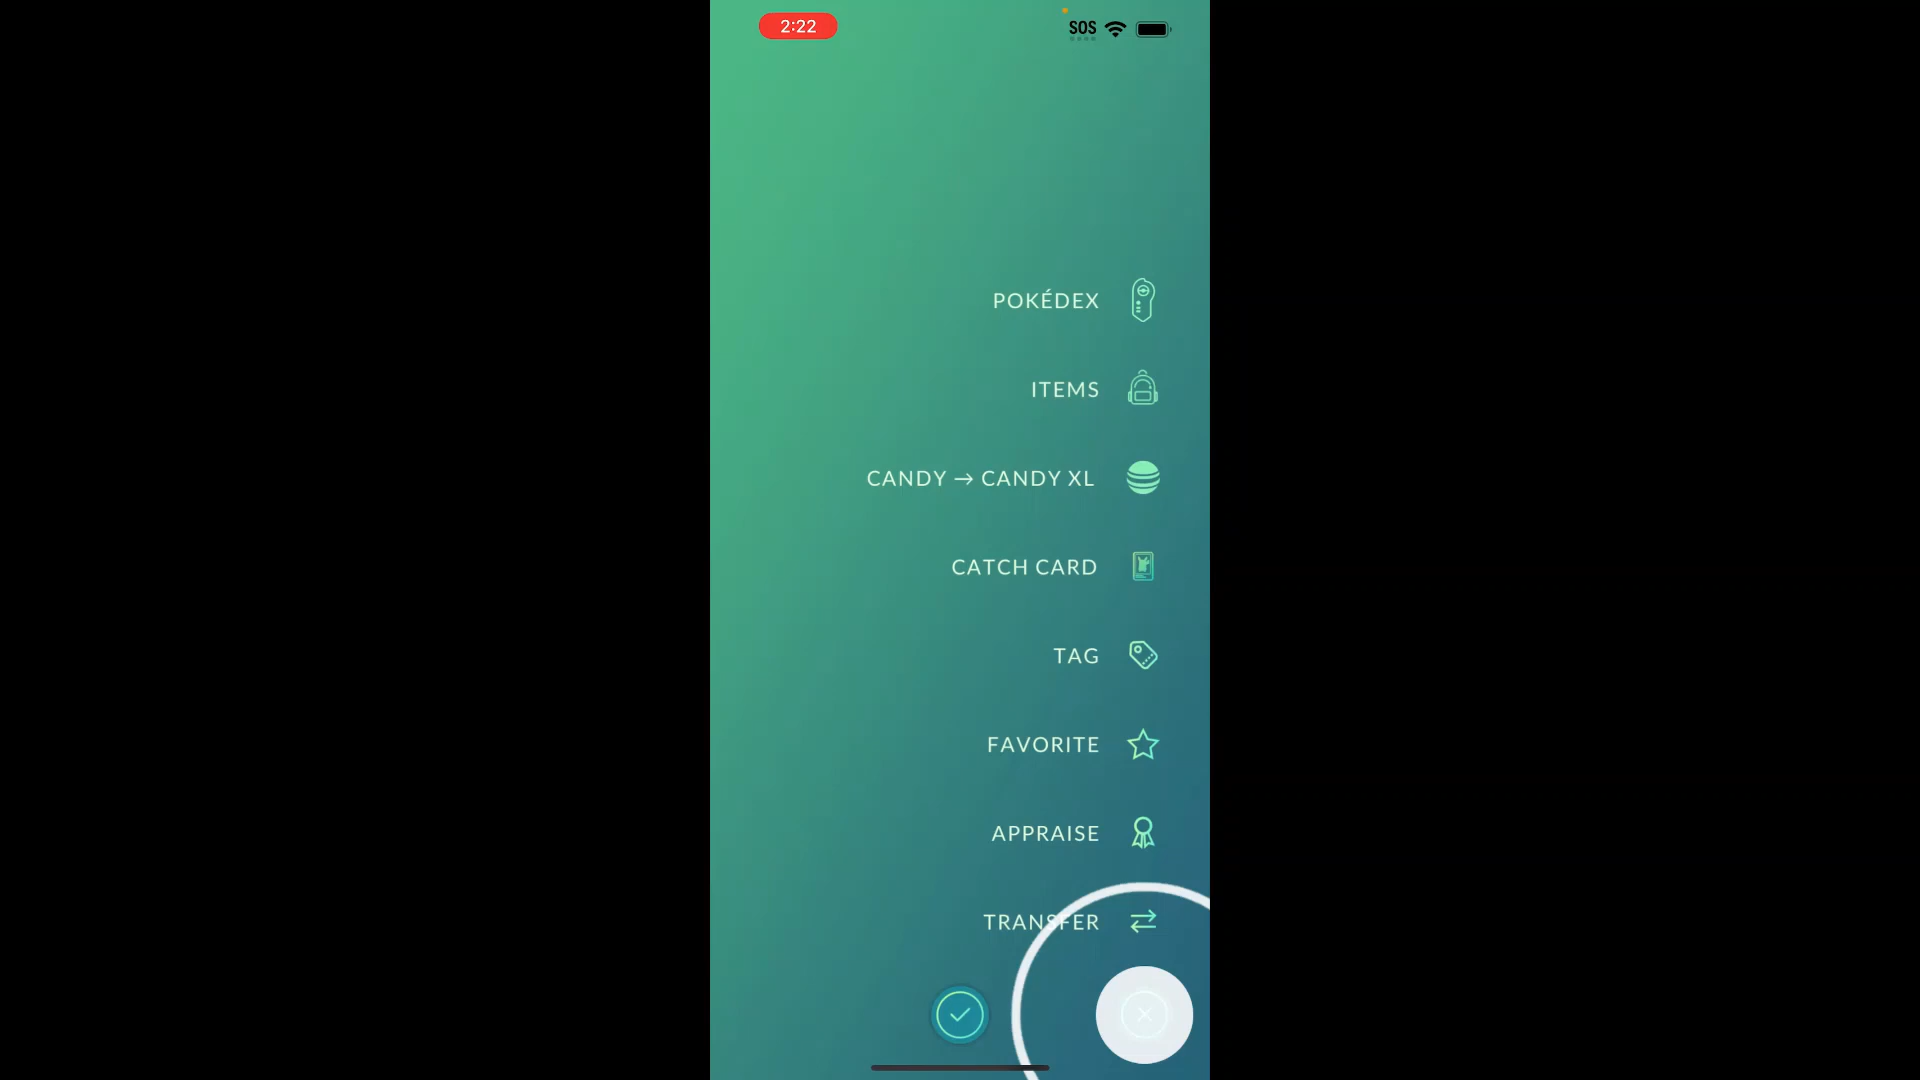 2:22
SOS
POKÉDEX
ITEMS
CANDY → CANDY XL
CATCH CARD
TAG
FAVORITE
APPRAISE
TRANSFER